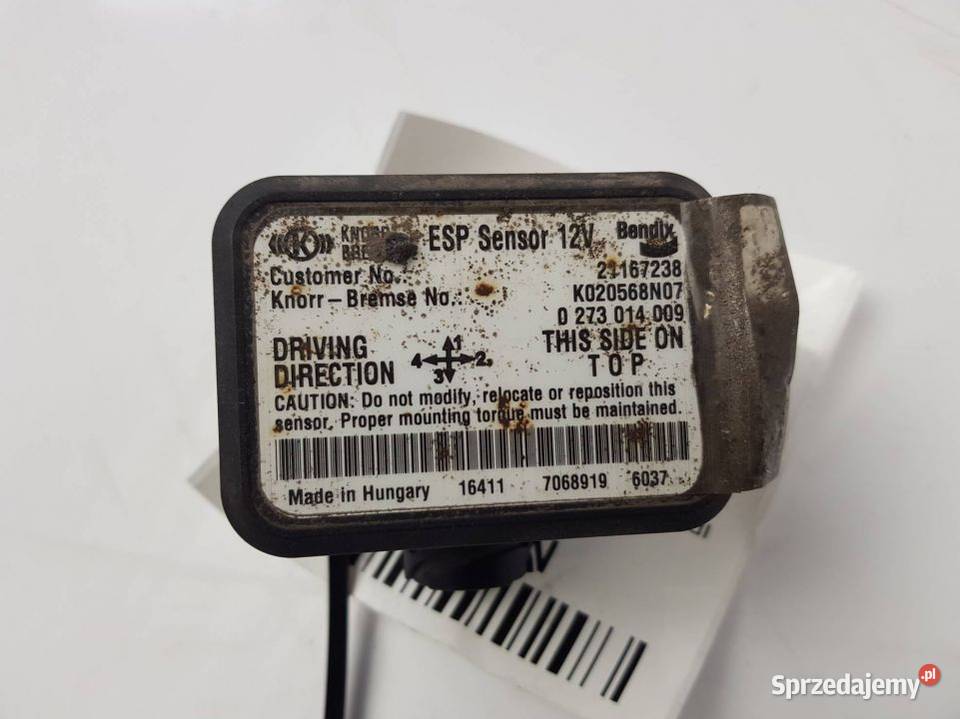 K
ESP Sensor 12V
Bendix
Customer No.. 21167238
Knorr-Bremse No.. K020568N07
0 273 014 009
DRIVING DIRECTION
1
4 2,
3
THIS SIDE ON
TOP
CAUTION: Do not modify, relocate or reposition this
sensor. Proper mounting torque must be maintained.
Made in Hungary 16411 7068919 6037
Sprzedajemy.pl